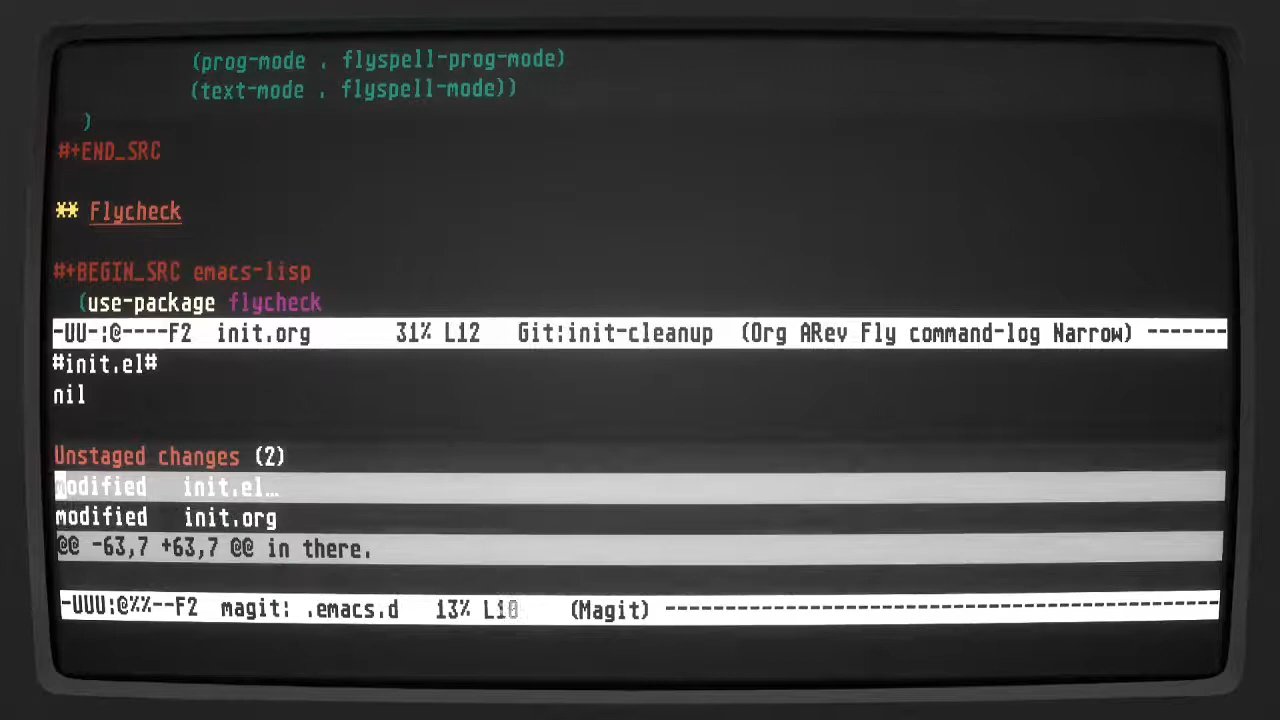 (prog-mode . flyspell-prog-mode)
(text-mode . flyspell-mode))
)
#+END_SRC
** Flycheck
#+BEGIN_SRC emacs-lisp
(use-package flycheck
-UU-:@----F2 init.org 31% L12 Git:init-cleanup (Org ARev Fly command-log Narrow) -------
#init.el#
nil
Unstaged changes (2)
modified init.el…
modified init.org
@@ -63,7 +63,7 @@ in there.
-UUU:@%%--F2 magit: .emacs.d 13% L10 (Magit) -----------------------------------------------